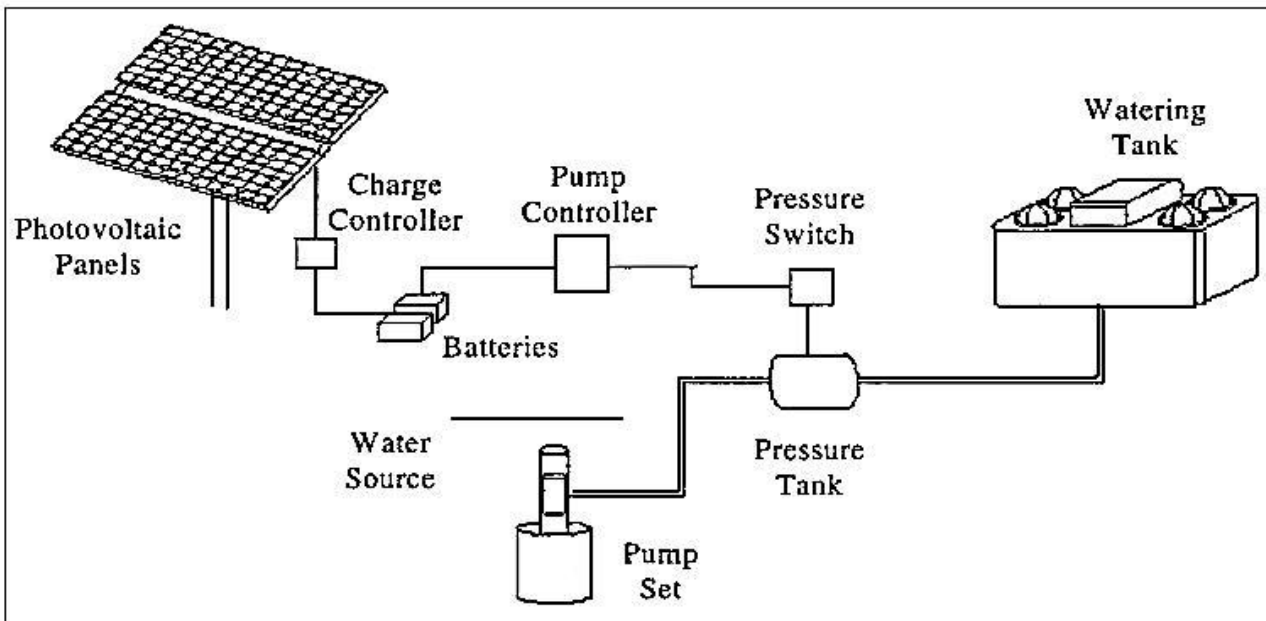 Watering
Tank
Pump
Controller
Charge
Controller
Pressure
Switch
Photovoltaic
Panels
Batteries
Water
Source
Pressure
Tank
Pump
Set